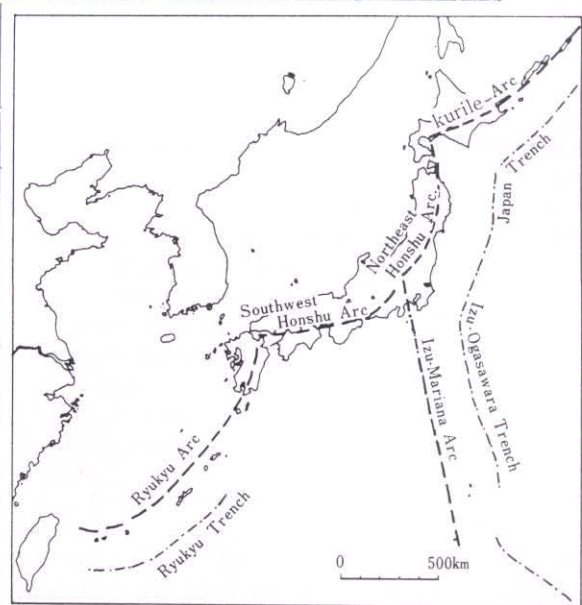 kurile Arc
Trench
Japan
Northeast
Honshu Arc
Southwest
Honshu Arc
Izu-Ogasawara Trench
Izu-Mariana Arc
Ryukyu Arc
Ryukyu Trench
0 500km